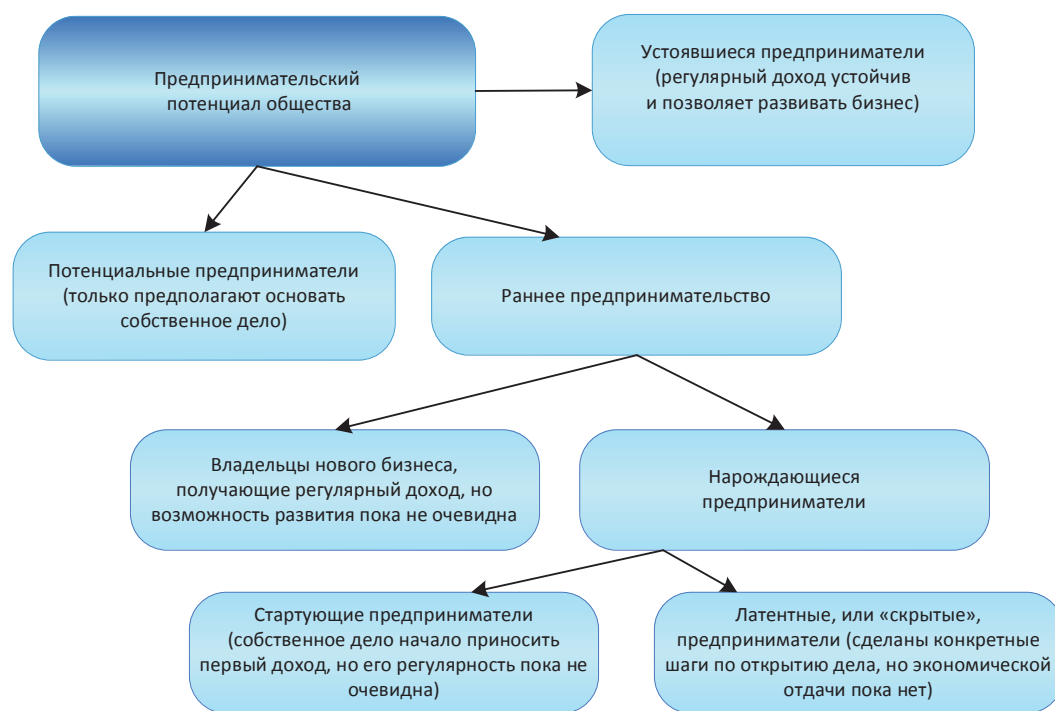 Предпринимательский
потенциал общества
Устоявшиеся предприниматели
(регулярный доход устойчив
и позволяет развивать бизнес)
Потенциальные предприниматели
(только предполагают основать
собственное дело)
Раннее предпринимательство
Владельцы нового бизнеса,
получающие регулярный доход, но
возможность развития пока не очевидна
Нарождающиеся
предприниматели
Стартующие предприниматели
(собственное дело начало приносить
первый доход, но его регулярность пока не
очевидна)
Латентные, или «скрытые»,
предприниматели (сделаны конкретные
шаги по открытию дела, но экономической
отдачи пока нет)